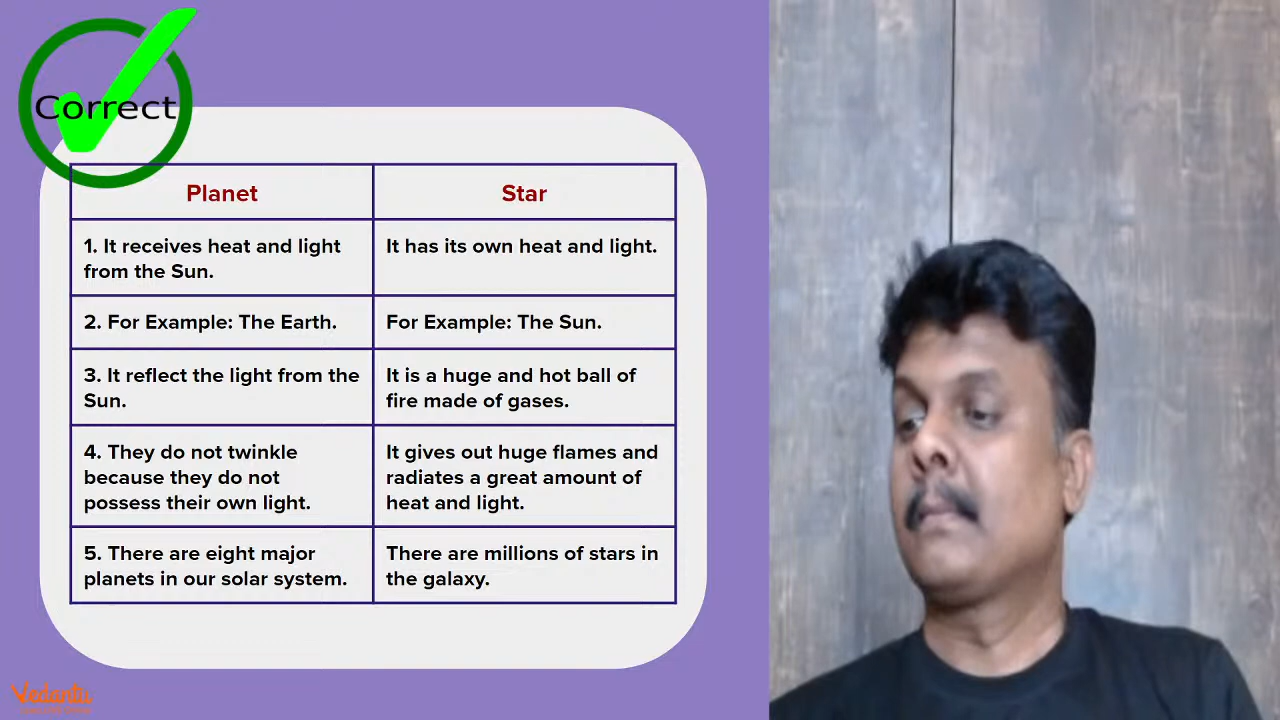 Correct
Planet
Star
1. It receives heat and light
from the Sun.
It has its own heat and light.
2. For Example: The Earth.
For Example: The Sun.
3. It reflect the light from the
Sun.
It is a huge and hot ball of
fire made of gases.
4. They do not twinkle
because they do not
possess their own light.
It gives out huge flames and
radiates a great amount of
heat and light.
5. There are eight major
planets in our solar system.
There are millions of stars in
the galaxy.
Vedantu